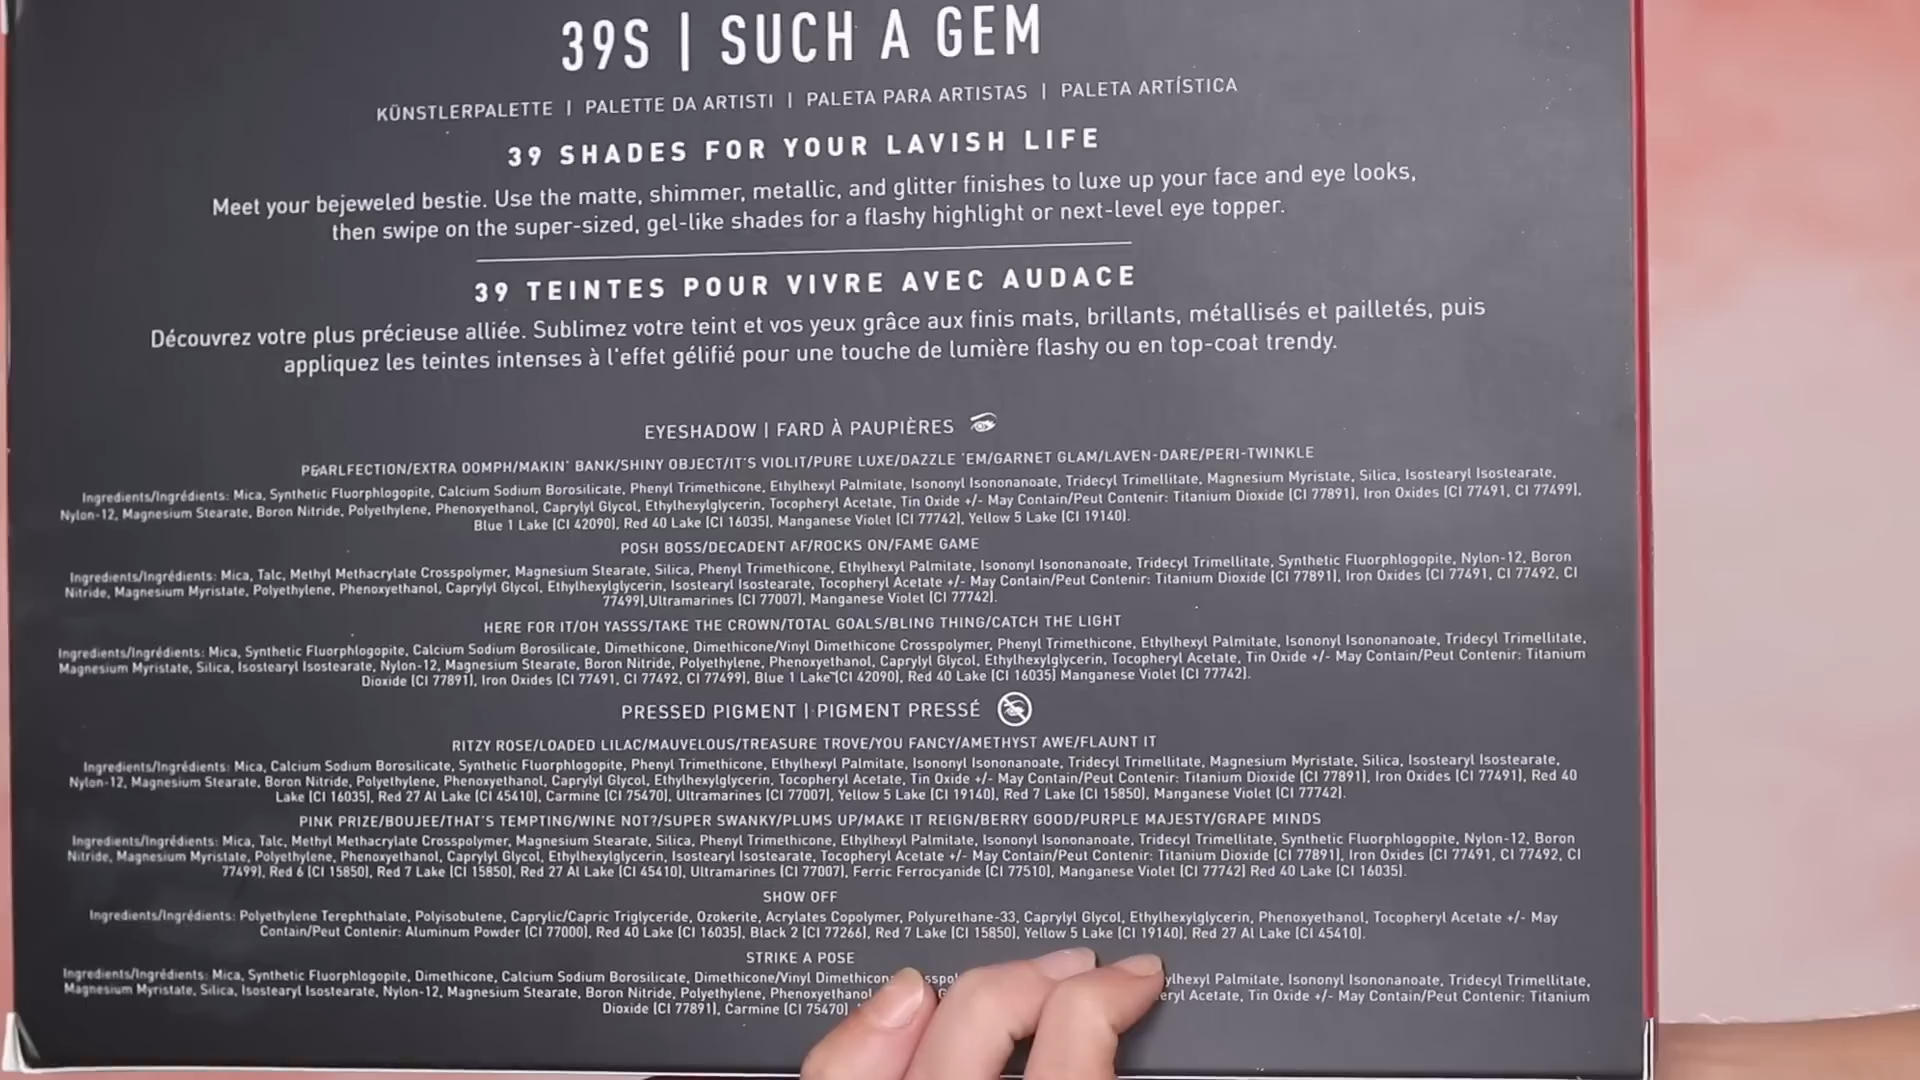 39S | SUCH A GEM
KÜNSTLERPALETTE | PALETTE DA ARTISTI | PALETA PARA ARTISTAS | PALETA ARTÍSTICA
39 SHADES FOR YOUR LAVISH LIFE
Meet your bejeweled bestie. Use the matte, shimmer, metallic, and glitter finishes to luxe up your face and eye looks,
then swipe on the super-sized, gel-like shades for a flashy highlight or next-level eye topper.
39 TEINTES POUR VIVRE AVEC AUDACE
Découvrez votre plus précieuse alliée. Sublimez votre teint et vos yeux grâce aux finis mats, brillants, métallisés et pailletés, puis
appliquez les teintes intenses à l'effet gélifié pour une touche de lumière flashy ou en top-coat trendy.
EYESHADOW | FARD À PAUPIÈRES
PEARLFECTION/EXTRA OOMPH/MAKIN' BANK/SHINY OBJECT/IT'S VIOLIT/PURE LUXE/DAZZLE 'EM/GARNET GLAM/LAVEN-DARE/PERI-TWINKLE
Ingredients/Ingrédients: Mica, Synthetic Fluorphlogopite, Calcium Sodium Borosilicate, Phenyl Trimethicone, Ethylhexyl Palmitate, Isononyl Isononanoate, Tridecyl Trimellitate, Magnesium Myristate, Silica, Isostearyl Isostearate,
Nylon-12, Magnesium Stearate, Boron Nitride, Polyethylene, Phenoxyethanol, Caprylyl Glycol, Ethylhexylglycerin, Tocopheryl Acetate, Tin Oxide +/- May Contain/Peut Contenir: Titanium Dioxide (CI 77891), Iron Oxides (CI 77491, CI 77499),
Blue 1 Lake (CI 42090), Red 40 Lake (CI 16035), Manganese Violet (CI 77742), Yellow 5 Lake (CI 19140).
POSH BOSS/DECADENT AF/ROCKS ON/FAME GAME
Ingredients/Ingrédients: Mica, Talc, Methyl Methacrylate Crosspolymer, Magnesium Stearate, Silica, Phenyl Trimethicone, Ethylhexyl Palmitate, Isononyl Isononanoate, Tridecyl Trimellitate, Synthetic Fluorphlogopite, Nylon-12, Boron
Nitride, Magnesium Myristate, Polyethylene, Phenoxyethanol, Caprylyl Glycol, Ethylhexylglycerin, Isostearyl Isostearate, Tocopheryl Acetate +/- May Contain/Peut Contenir: Titanium Dioxide (CI 77891), Iron Oxides (CI 77491, CI 77492, CI
77499),Ultramarines (CI 77007), Manganese Violet (CI 77742).
HERE FOR IT/OH YASSS/TAKE THE CROWN/TOTAL GOALS/BLING THING/CATCH THE LIGHT
Ingredients/Ingrédients: Mica, Synthetic Fluorphlogopite, Calcium Sodium Borosilicate, Dimethicone, Dimethicone/Vinyl Dimethicone Crosspolymer, Phenyl Trimethicone, Ethylhexyl Palmitate, Isononyl Isononanoate, Tridecyl Trimellitate,
Magnesium Myristate, Silica, Isostearyl Isostearate, Nylon-12, Magnesium Stearate, Boron Nitride, Polyethylene, Phenoxyethanol, Caprylyl Glycol, Ethylhexylglycerin, Tocopheryl Acetate, Tin Oxide +/- May Contain/Peut Contenir: Titanium
Dioxide (CI 77891), Iron Oxides (CI 77491, CI 77492, CI 77499), Blue 1 Lake (CI 42090), Red 40 Lake (CI 16035) Manganese Violet (CI 77742).
PRESSED PIGMENT | PIGMENT PRESSÉ
RITZY ROSE/LOADED LILAC/MAUVELOUS/TREASURE TROVE/YOU FANCY/AMETHYST AWE/FLAUNT IT
Ingredients/Ingrédients: Mica, Calcium Sodium Borosilicate, Synthetic Fluorphlogopite, Phenyl Trimethicone, Ethylhexyl Palmitate, Isononyl Isononanoate, Tridecyl Trimellitate, Magnesium Myristate, Silica, Isostearyl Isostearate,
Nylon-12, Magnesium Stearate, Boron Nitride, Polyethylene, Phenoxyethanol, Caprylyl Glycol, Ethylhexylglycerin, Tocopheryl Acetate, Tin Oxide +/- May Contain/Peut Contenir: Titanium Dioxide (CI 77891), Iron Oxides (CI 77491), Red 40
Lake (CI 16035), Red 27 Al Lake (CI 45410), Carmine (CI 75470), Ultramarines (CI 77007), Yellow 5 Lake (CI 19140), Red 7 Lake (CI 15850), Manganese Violet (CI 77742).
PINK PRIZE/BOUJEE/THAT'S TEMPTING/WINE NOT?/SUPER SWANKY/PLUMS UP/MAKE IT REIGN/BERRY GOOD/PURPLE MAJESTY/GRAPE MINDS
Ingredients/Ingrédients: Mica, Talc, Methyl Methacrylate Crosspolymer, Magnesium Stearate, Silica, Phenyl Trimethicone, Ethylhexyl Palmitate, Isononyl Isononanoate, Tridecyl Trimellitate, Synthetic Fluorphlogopite, Nylon-12, Boron
Nitride, Magnesium Myristate, Polyethylene, Phenoxyethanol, Caprylyl Glycol, Ethylhexylglycerin, Isostearyl Isostearate, Tocopheryl Acetate +/- May Contain/Peut Contenir: Titanium Dioxide (CI 77891), Iron Oxides (CI 77491, CI 77492, CI
77499), Red 6 (CI 15850), Red 7 Lake (CI 15850), Red 27 Al Lake (CI 45410), Ultramarines (CI 77007), Ferric Ferrocyanide (CI 77510), Manganese Violet (CI 77742) Red 40 Lake (CI 16035).
SHOW OFF
Ingredients/Ingrédients: Polyethylene Terephthalate, Polyisobutene, Caprylic/Capric Triglyceride, Ozokerite, Acrylates Copolymer, Polyurethane-33, Caprylyl Glycol, Ethylhexylglycerin, Phenoxyethanol, Tocopheryl Acetate +/- May
Contain/Peut Contenir: Aluminum Powder (CI 77000), Red 40 Lake (CI 16035), Black 2 (CI 77266), Red 7 Lake (CI 15850), Yellow 5 Lake (CI 19140), Red 27 Al Lake (CI 45410).
STRIKE A POSE
Ingredients/Ingrédients: Mica, Synthetic Fluorphlogopite, Dimethicone, Calcium Sodium Borosilicate, Dimethicone/Vinyl Palmitate, Isononyl Isononanoate, Tridecyl Trimellitate,
Magnesium Myristate, Silica, Isostearyl Isostearate, Nylon-12, Magnesium Stearate, Boron Nitride, Polyethylene, Phenoxyethanol Acetate, Tin Oxide +/- May Contain/Peut Contenir: Titanium
Dioxide (CI 77891), Carmine (CI 75470)